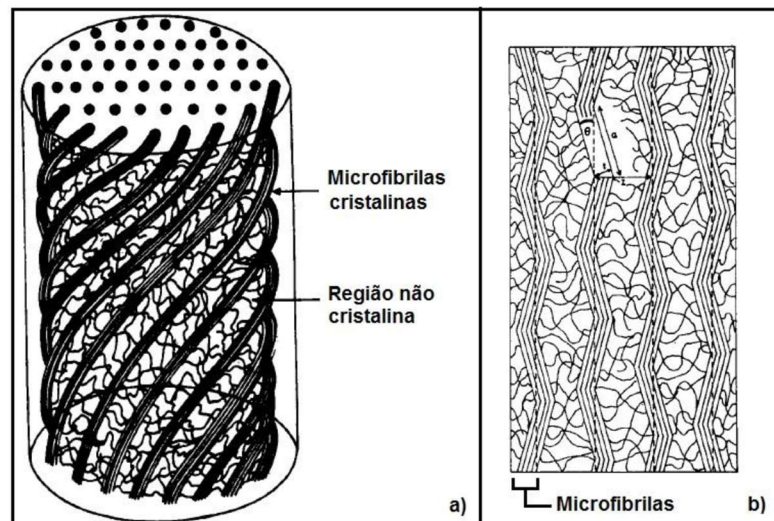 Microfibrilas
cristalinas
Região não
cristalina
a)
θ
a
Microfibrilas
b)